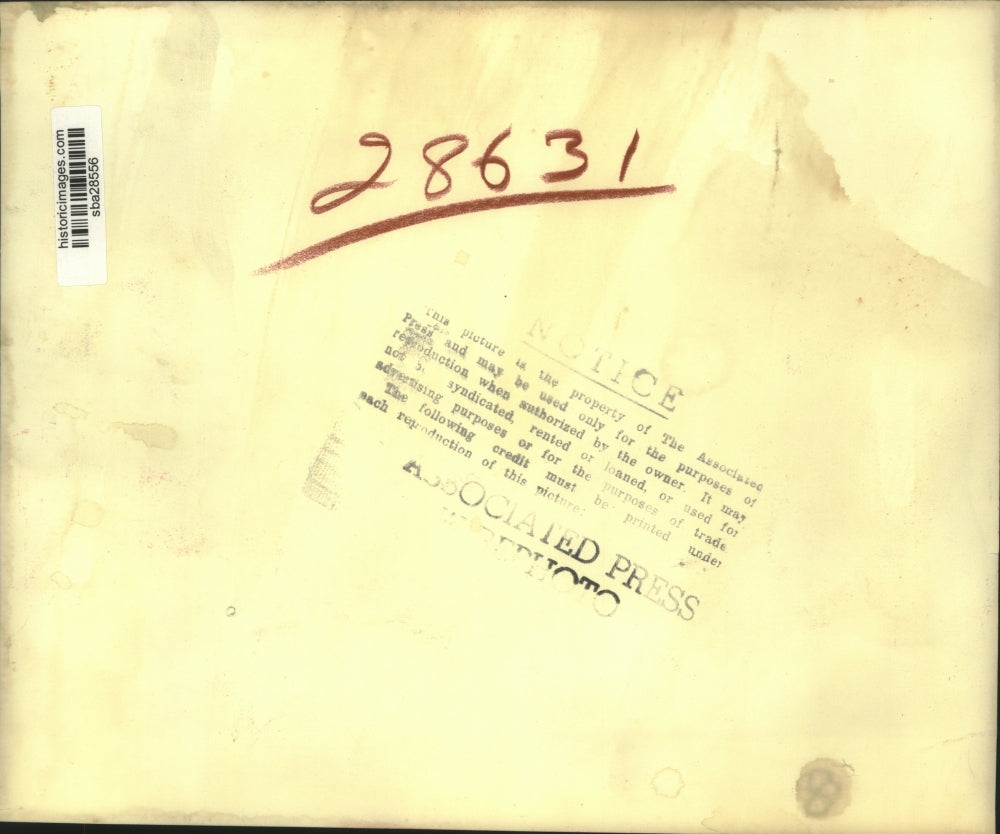 historicimages.com
sba28556
28631
NOTICE
This picture is the property of The Associated
Press and may be used only for the purposes of
reproduction when authorized by the owner. It may
not syndicated, rented or loaned, or used for
advertising purposes or for the purposes of trade
The following credit must be printed under
each reproduction of this picture:
ASSOCIATED PRESS